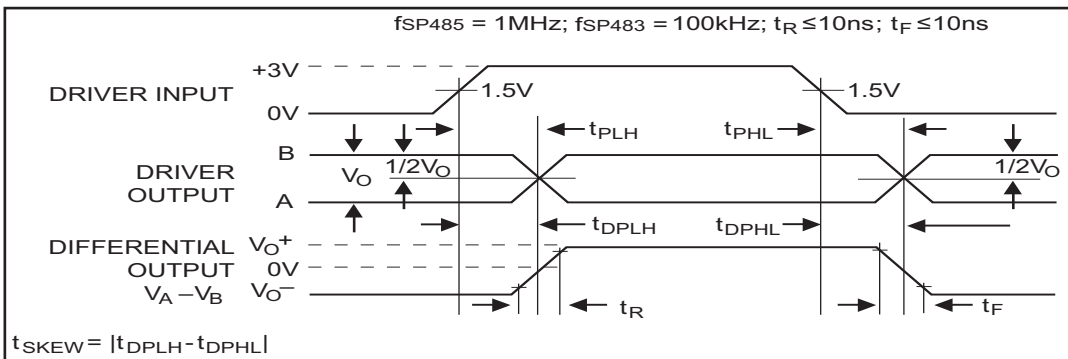 fSP485 = 1MHz; fSP483 = 100kHz; tR ≤10ns; tF ≤10ns
+3V
DRIVER INPUT
1.5V
1.5V
0V
tPLH
tPHL
B
DRIVER OUTPUT
VO
1/2VO
1/2VO
A
tDPLH
tDPHL
DIFFERENTIAL OUTPUT
VA –VB
VO+
0V
VO–
tR
tF
tSKEW = |tDPLH - tDPHL|